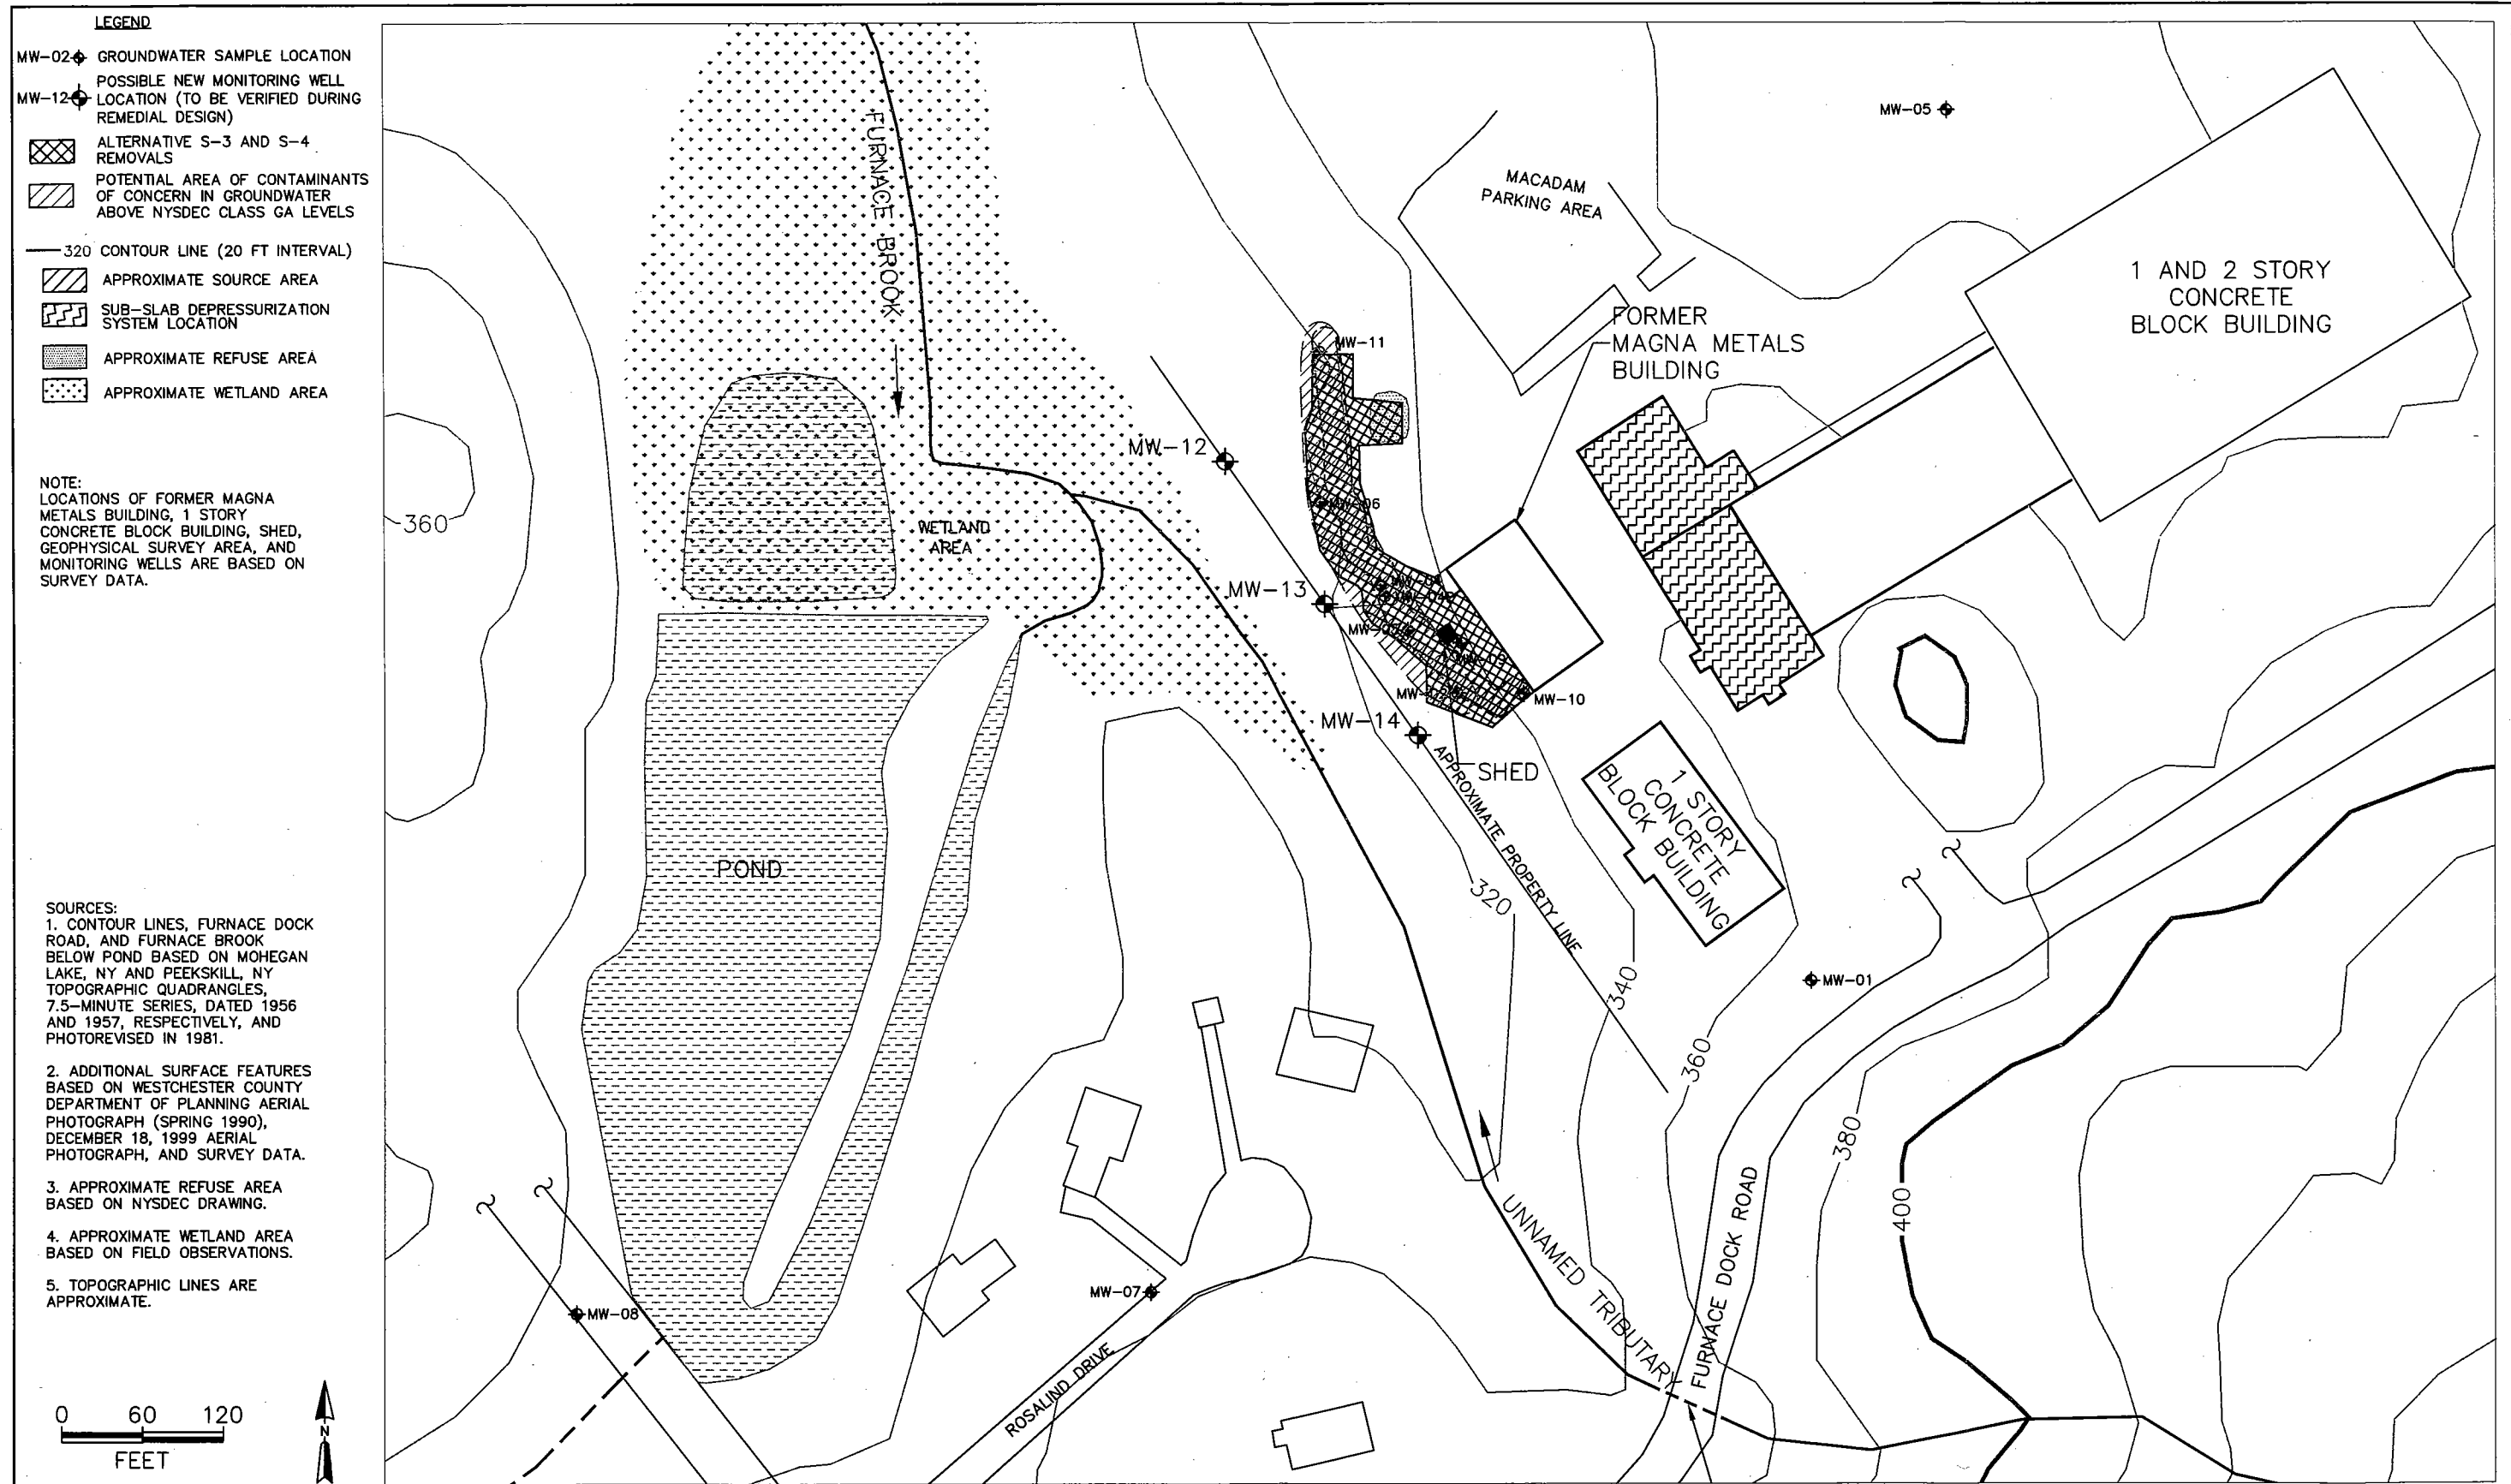 LEGEND
MW-02 GROUNDWATER SAMPLE LOCATION
POSSIBLE NEW MONITORING WELL
MW-12 LOCATION (TO BE VERIFIED DURING
REMEDIAL DESIGN)
ALTERNATIVE S-3 AND S-4
REMOVALS
POTENTIAL AREA OF CONTAMINANTS
OF CONCERN IN GROUNDWATER
ABOVE NYSDEC CLASS GA LEVELS
320 CONTOUR LINE (20 FT INTERVAL)
APPROXIMATE SOURCE AREA
SUB-SLAB DEPRESSURIZATION
SYSTEM LOCATION
APPROXIMATE REFUSE AREA
APPROXIMATE WETLAND AREA
NOTE:
LOCATIONS OF FORMER MAGNA
METALS BUILDING, 1 STORY
CONCRETE BLOCK BUILDING, SHED,
GEOPHYSICAL SURVEY AREA, AND
MONITORING WELLS ARE BASED ON
SURVEY DATA.
SOURCES:
1. CONTOUR LINES, FURNACE DOCK
ROAD, AND FURNACE BROOK
BELOW POND BASED ON MOHEGAN
LAKE, NY AND PEEKSKILL, NY
TOPOGRAPHIC QUADRANGLES,
7.5-MINUTE SERIES, DATED 1956
AND 1957, RESPECTIVELY, AND
PHOTOREVISED IN 1981.
2. ADDITIONAL SURFACE FEATURES
BASED ON WESTCHESTER COUNTY
DEPARTMENT OF PLANNING AERIAL
PHOTOGRAPH (SPRING 1990),
DECEMBER 18, 1999 AERIAL
PHOTOGRAPH, AND SURVEY DATA.
3. APPROXIMATE REFUSE AREA
BASED ON NYSDEC DRAWING.
4. APPROXIMATE WETLAND AREA
BASED ON FIELD OBSERVATIONS.
5. TOPOGRAPHIC LINES ARE
APPROXIMATE.
0 60 120
FEET
N
FURNACE BROOK
MW-05
MACADAM
PARKING AREA
1 AND 2 STORY
CONCRETE
BLOCK BUILDING
FORMER
MAGNA METALS
BUILDING
MW-11
MW-12
360
MW-06
WETLAND
AREA
MW-13
MW-10
MW-14
SHED
APPROXIMATE PROPERTY LINE
1 STORY
CONCRETE
BLOCK BUILDING
POND
320
340
MW-01
360
380
400
UNNAMED TRIBUTARY
FURNACE DOCK ROAD
MW-07
MW-08
ROSALIND DRIVE